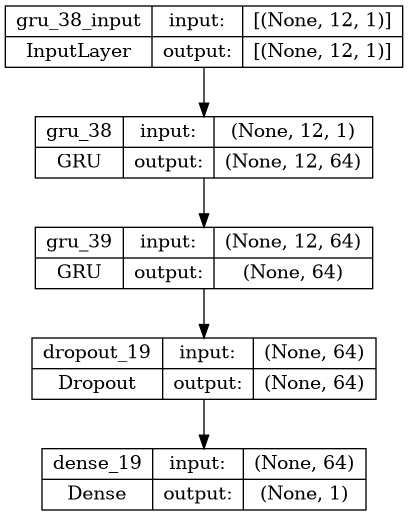 gru_38_input input: [(None, 12, 1)]
InputLayer output: [(None, 12, 1)]
gru_38 input: (None, 12, 1)
GRU output: (None, 12, 64)
gru_39 input: (None, 12, 64)
GRU output: (None, 64)
dropout_19 input: (None, 64)
Dropout output: (None, 64)
dense_19 input: (None, 64)
Dense output: (None, 1)